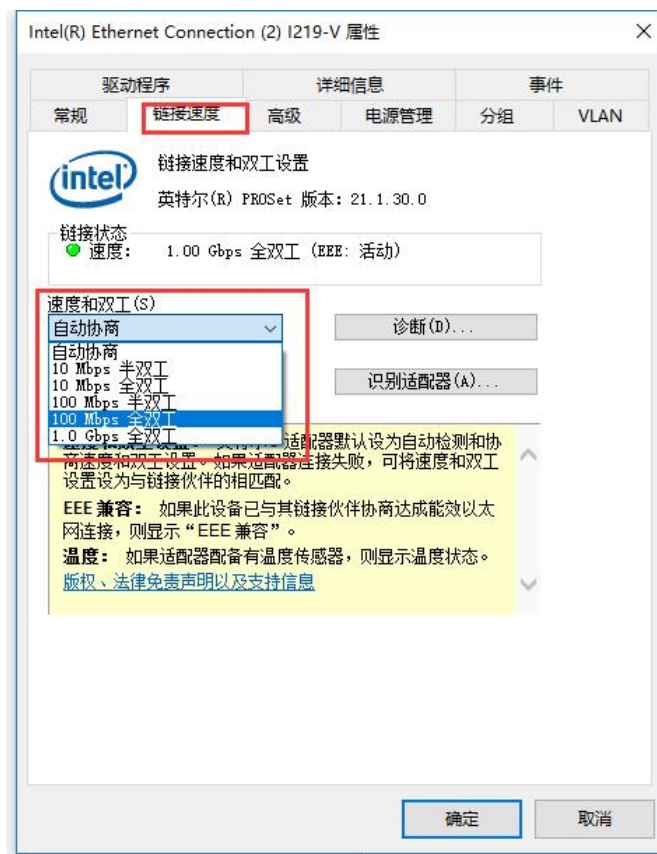 Intel(R) Ethernet Connection (2) I219-V 属性
驱动程序 详细信息 事件
常规 链接速度 高级 电源管理 分组 VLAN
intel
链接速度和双工设置
英特尔(R) PROSet 版本: 21.1.30.0
链接状态
速度: 1.00 Gbps 全双工 (EEE: 活动)
速度和双工(S)
自动协商
诊断(D)...
自动协商
10 Mbps 半双工
10 Mbps 全双工
识别适配器(A)...
100 Mbps 半双工
100 Mbps 全双工
1.0 Gbps 全双工
适配器默认设为自动检测和协
商速度和双工设置。如果适配器连接失败，可将速度和双工
设置设为与链接伙伴的相匹配。
EEE 兼容： 如果此设备已与其链接伙伴协商达成能效以太
网连接，则显示“EEE 兼容”。
温度： 如果适配器配备有温度传感器，则显示温度状态。
版权、法律免责声明以及支持信息
确定 取消